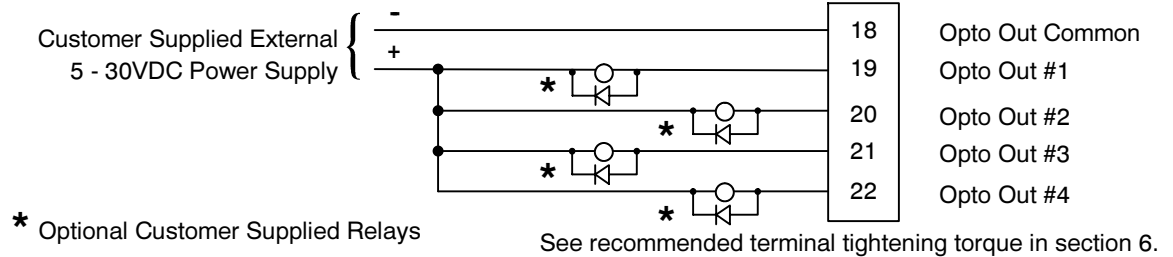 -
Customer Supplied External
5 - 30VDC Power Supply
+
18 Opto Out Common
19 Opto Out #1
*
20 Opto Out #2
*
21 Opto Out #3
*
22 Opto Out #4
*
* Optional Customer Supplied Relays
See recommended terminal tightening torque in section 6.